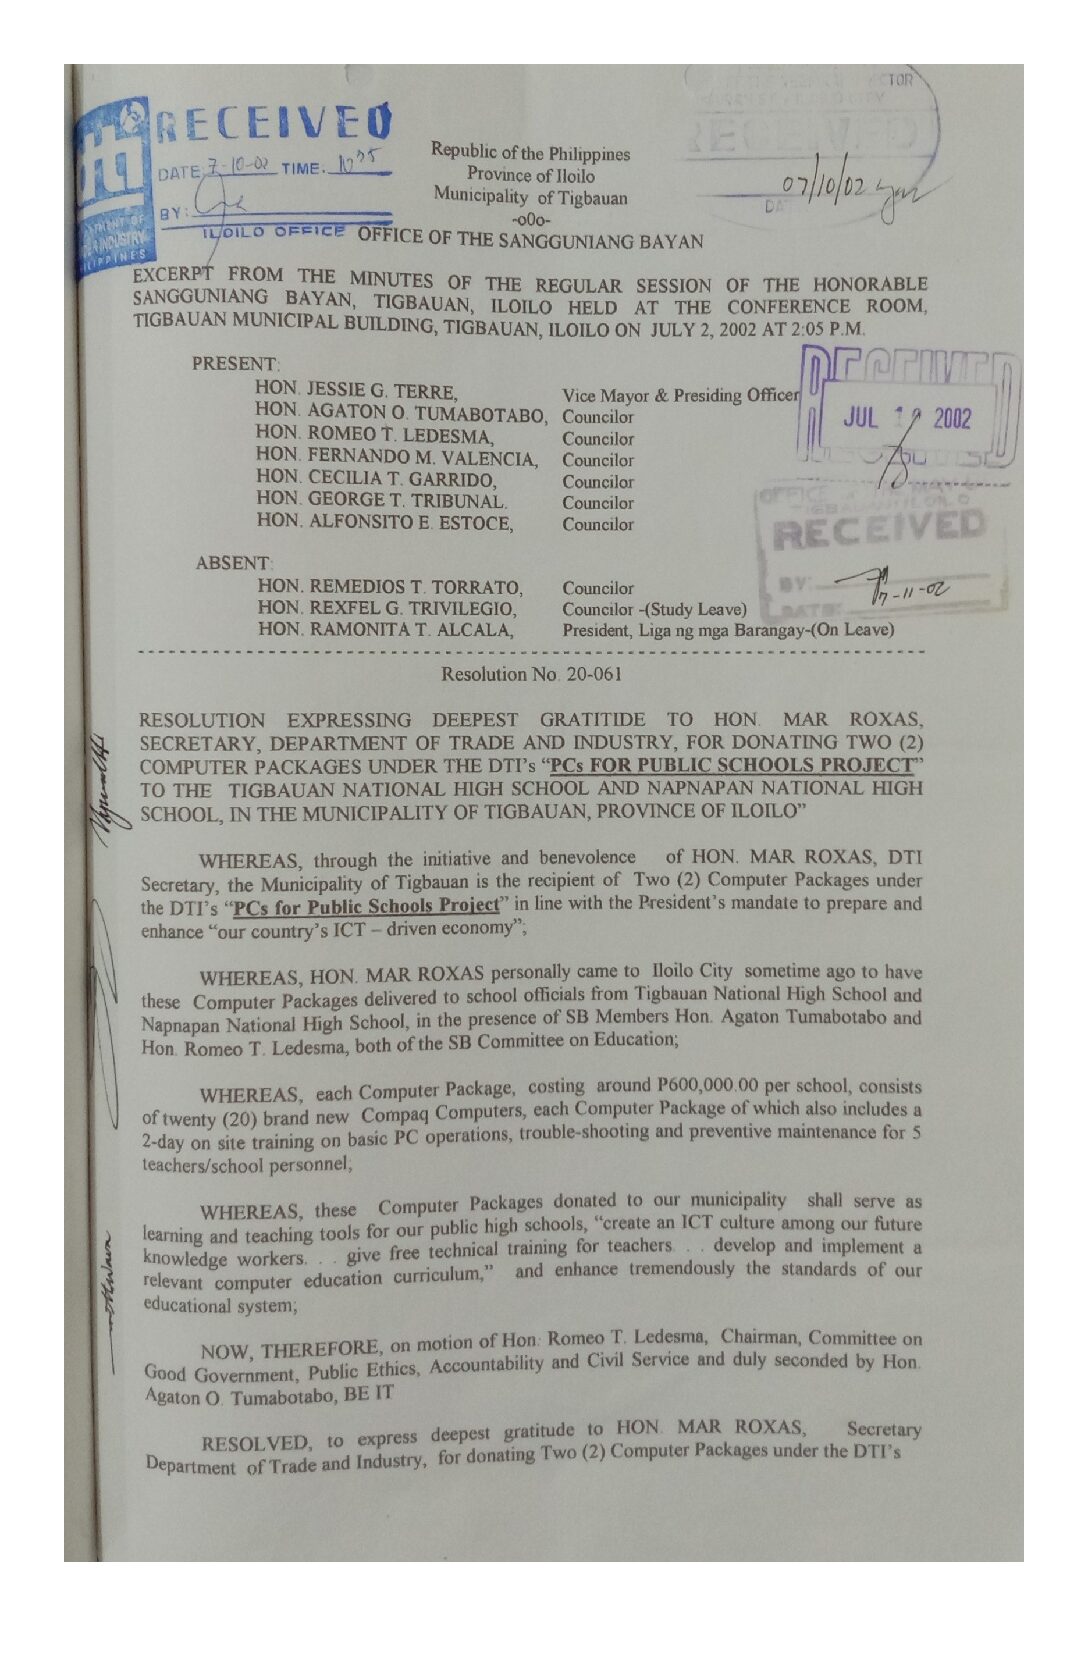 RECEIVED
DATE: 7-10-02 TIME:
BY:
ILOILO OFFICE
TOR
RECEIVED
07/10/02
Republic of the Philippines
Province of Iloilo
Municipality of Tigbauan
-o0o-
OFFICE OF THE SANGGUNIANG BAYAN
EXCERPT FROM THE MINUTES OF THE REGULAR SESSION OF THE HONORABLE
SANGGUNIANG BAYAN, TIGBAUAN, ILOILO HELD AT THE CONFERENCE ROOM,
TIGBAUAN MUNICIPAL BUILDING, TIGBAUAN, ILOILO ON JULY 2, 2002 AT 2:05 P.M.
PRESENT:
HON. JESSIE G. TERRE, Vice Mayor & Presiding Officer
HON. AGATON O. TUMABOTABO, Councilor
HON. ROMEO T. LEDESMA, Councilor
HON. FERNANDO M. VALENCIA, Councilor
HON. CECILIA T. GARRIDO, Councilor
HON. GEORGE T. TRIBUNAL. Councilor
HON. ALFONSITO E. ESTOCE, Councilor
RECEIVED
JUL 19 2002
RECEIVED
BY:
7-11-02
DATE:
ABSENT:
HON. REMEDIOS T. TORRATO, Councilor
HON. REXFEL G. TRIVILEGIO, Councilor -(Study Leave)
HON. RAMONITA T. ALCALA, President, Liga ng mga Barangay-(On Leave)
Resolution No. 20-061
RESOLUTION EXPRESSING DEEPEST GRATITIDE TO HON. MAR ROXAS,
SECRETARY, DEPARTMENT OF TRADE AND INDUSTRY, FOR DONATING TWO (2)
COMPUTER PACKAGES UNDER THE DTI's “PCs FOR PUBLIC SCHOOLS PROJECT”
TO THE TIGBAUAN NATIONAL HIGH SCHOOL AND NAPNAPAN NATIONAL HIGH
SCHOOL, IN THE MUNICIPALITY OF TIGBAUAN, PROVINCE OF ILOILO”
WHEREAS, through the initiative and benevolence of HON. MAR ROXAS, DTI
Secretary, the Municipality of Tigbauan is the recipient of Two (2) Computer Packages under
the DTI's “PCs for Public Schools Project” in line with the President's mandate to prepare and
enhance “our country's ICT – driven economy”;
WHEREAS, HON. MAR ROXAS personally came to Iloilo City sometime ago to have
these Computer Packages delivered to school officials from Tigbauan National High School and
Napnapan National High School, in the presence of SB Members Hon. Agaton Tumabotabo and
Hon. Romeo T. Ledesma, both of the SB Committee on Education;
WHEREAS, each Computer Package, costing around P600,000.00 per school, consists
of twenty (20) brand new Compaq Computers, each Computer Package of which also includes a
2-day on site training on basic PC operations, trouble-shooting and preventive maintenance for 5
teachers/school personnel;
WHEREAS, these Computer Packages donated to our municipality shall serve as
learning and teaching tools for our public high schools, “create an ICT culture among our future
knowledge workers. . . give free technical training for teachers . . . develop and implement a
relevant computer education curriculum,” and enhance tremendously the standards of our
educational system;
NOW, THEREFORE, on motion of Hon. Romeo T. Ledesma, Chairman, Committee on
Good Government, Public Ethics, Accountability and Civil Service and duly seconded by Hon.
Agaton O. Tumabotabo, BE IT
RESOLVED, to express deepest gratitude to HON. MAR ROXAS, Secretary
Department of Trade and Industry, for donating Two (2) Computer Packages under the DTI's